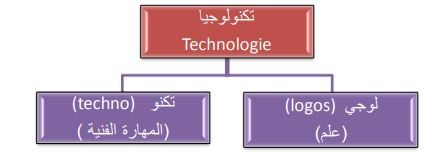 تكنولوجيا
Technologie
لوجي (logos)
(علم)
تكنو (techno)
(المهارة الفنية )